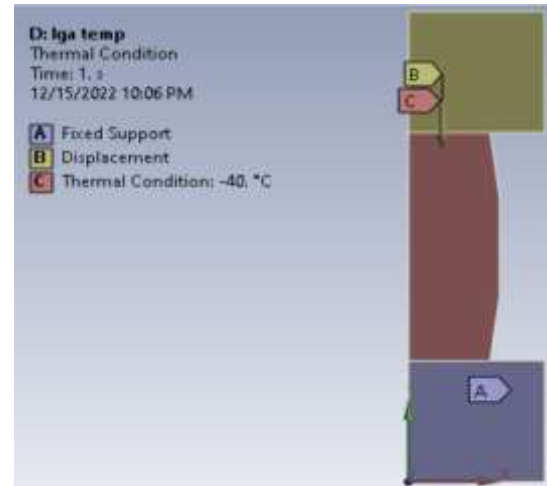 D: lga temp
Thermal Condition
Time: 1. s
12/15/2022 10:06 PM
A Fixed Support
B Displacement
C Thermal Condition: -40. °C
B
C
A